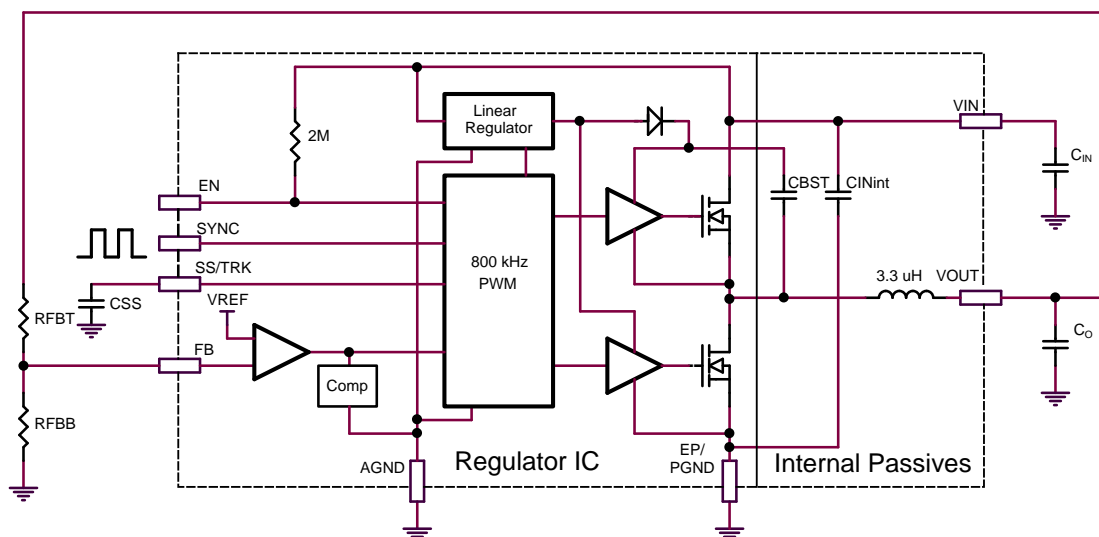 Linear
Regulator
VIN
2M
CIN
EN
CBST
CINint
SYNC
800 kHz
PWM
SS/TRK
3.3 uH
VOUT
CSS
VREF
RFBT
FB
CO
Comp
RFBB
AGND
Regulator IC
EP/
PGND
Internal Passives